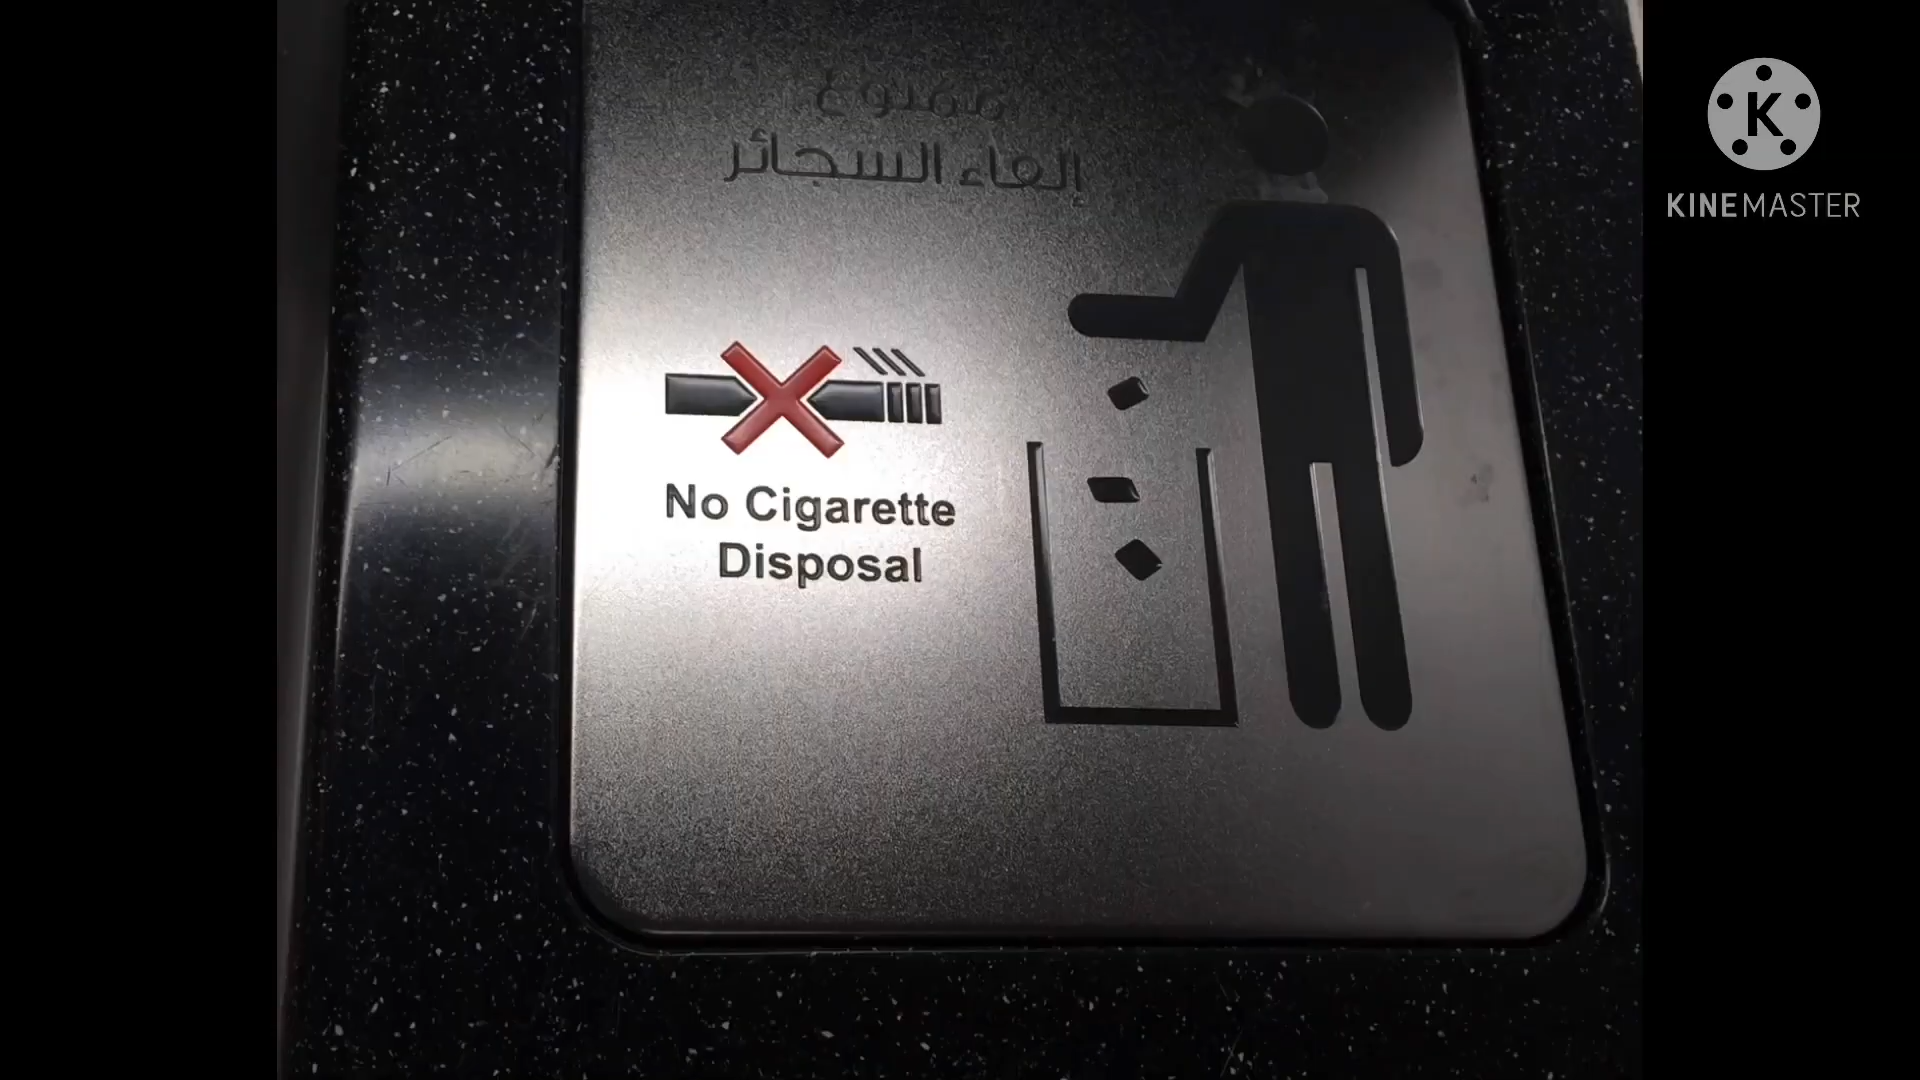 ممنوع
إلقاء السجائر
No Cigarette
Disposal
K
KINEMASTER